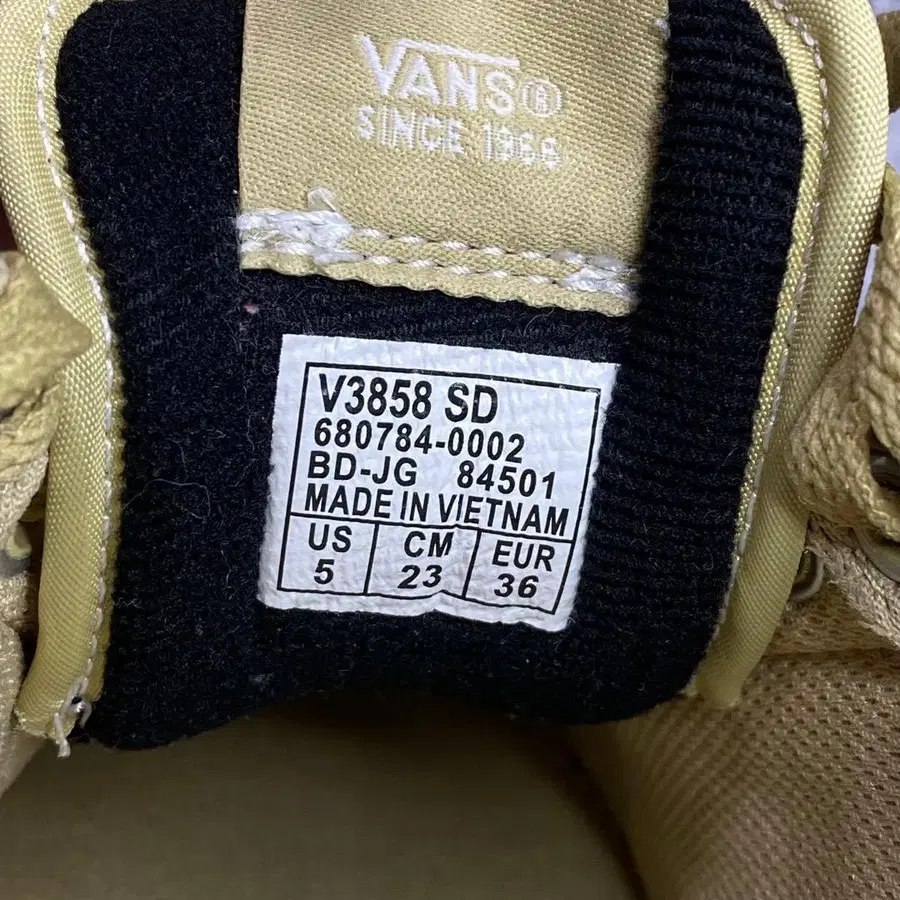 VANS®
SINCE 1966
V3858 SD
680784-0002
BD-JG 84501
MADE IN VIETNAM
US CM EUR
5 23 36